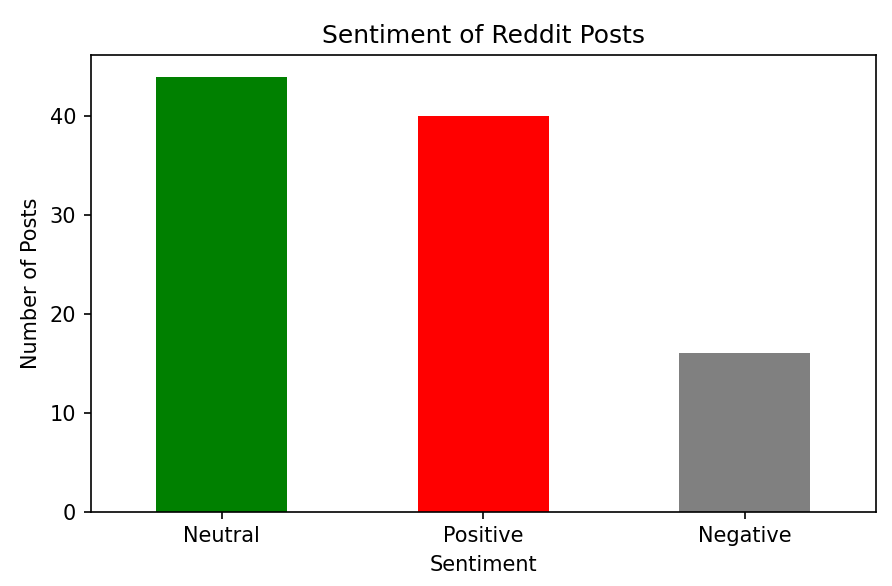 Sentiment of Reddit Posts
Number of Posts
40
30
20
10
0
Neutral Positive Negative
Sentiment